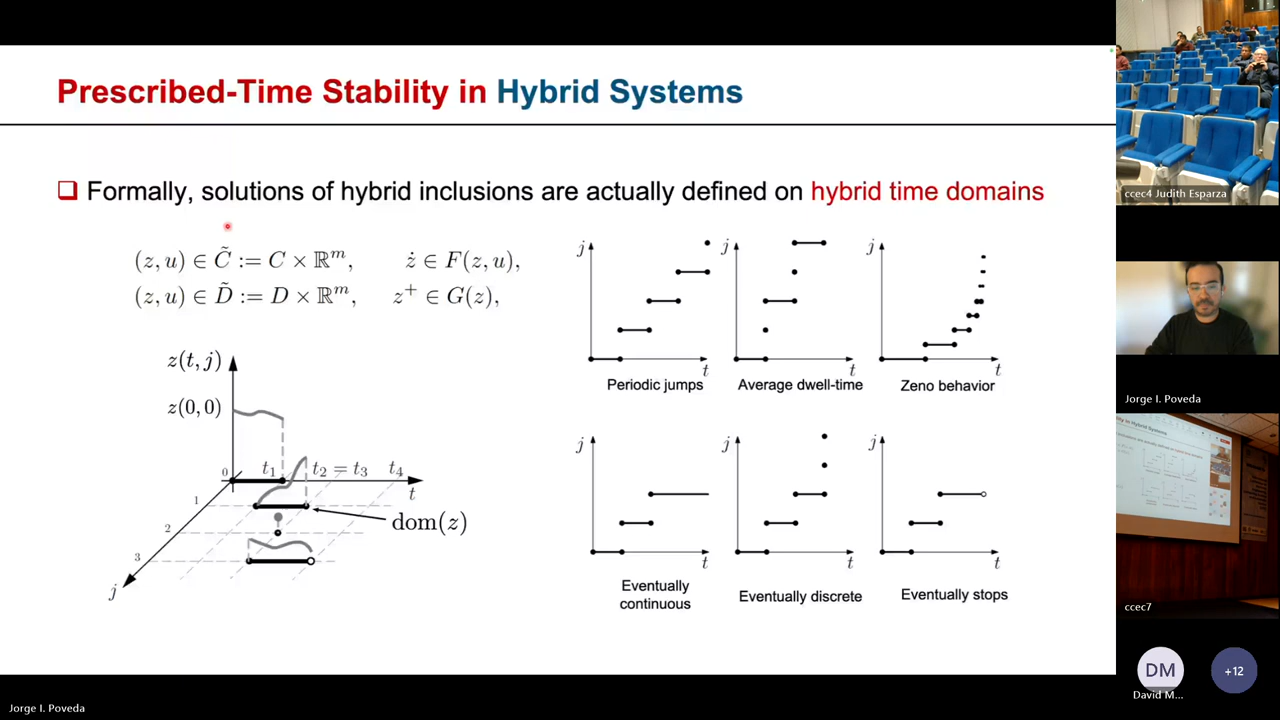 Prescribed-Time Stability in Hybrid Systems
❑ Formally, solutions of hybrid inclusions are actually defined on hybrid time domains
(z, u) ∈ C̃ := C × ℝᵐ, ż ∈ F(z, u),
(z, u) ∈ D̃ := D × ℝᵐ, z⁺ ∈ G(z),
z(t, j)
z(0, 0)
0 t₁ t₂ = t₃ t₄
t
1
2
3
j
dom(z)
j
t
Periodic jumps
j
t
Average dwell-time
j
t
Zeno behavior
j
t
Eventually
continuous
j
t
Eventually discrete
j
t
Eventually stops
ccec4 Judith Esparza
Jorge I. Poveda
ccec7
DM
David M...
+12
Jorge I. Poveda